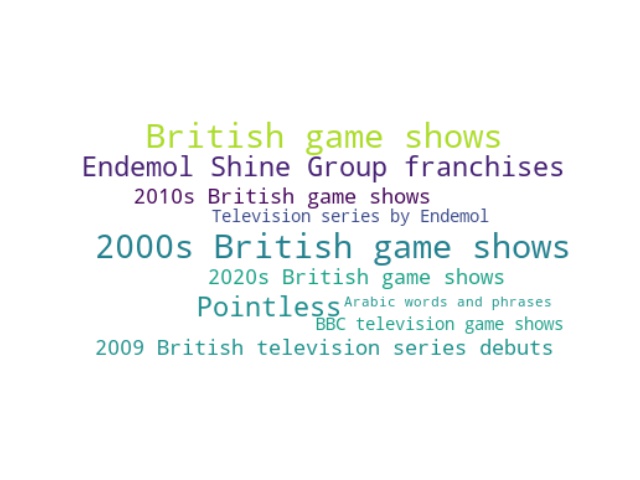 British game shows
Endemol Shine Group franchises
2010s British game shows
Television series by Endemol
2000s British game shows
2020s British game shows
Pointless
Arabic words and phrases
BBC television game shows
2009 British television series debuts